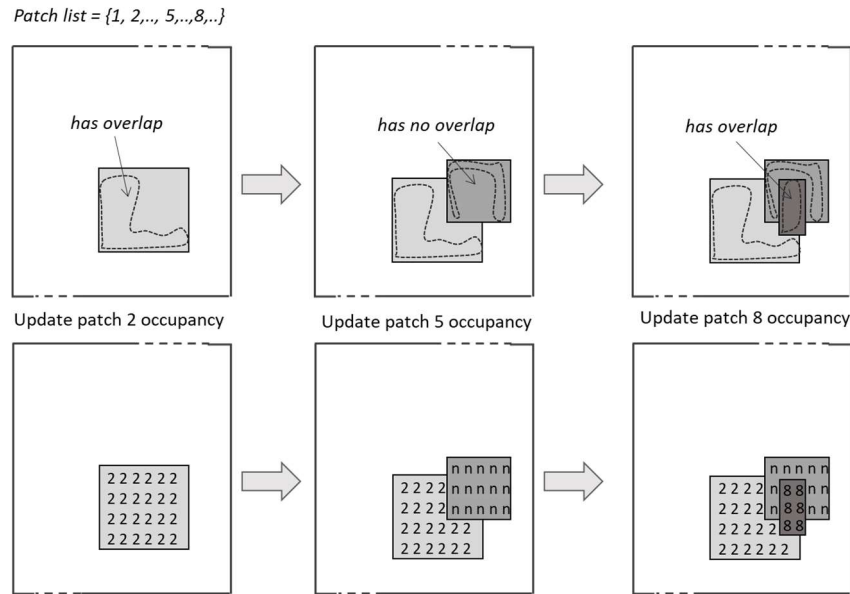 Patch list = {1, 2,.., 5,..,8,..}
has overlap
has no overlap
has overlap
Update patch 2 occupancy
Update patch 5 occupancy
Update patch 8 occupancy
2 2 2 2 2 2
2 2 2 2 2 2
2 2 2 2 2 2
2 2 2 2 2 2
n n n n n
2 2 2 2 n n n n n
2 2 2 2 n n n n n
2 2 2 2 2 2
2 2 2 2 2 2
n n n n n
2 2 2 2 n 8 8 n n
2 2 2 2 n 8 8 n n
2 2 2 2 2 8 8
2 2 2 2 2 2